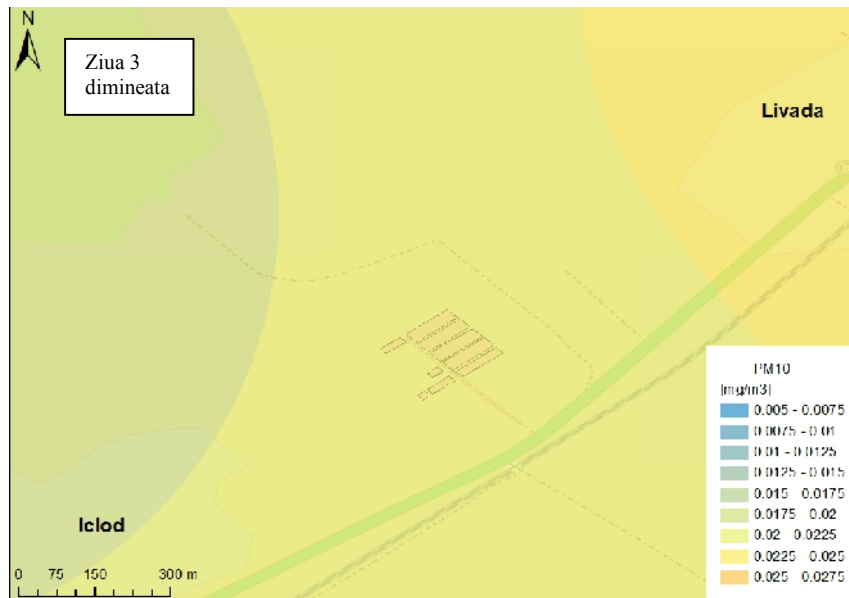 N
Ziua 3
dimineata
Livada
Iclod
0 75 150 300 m
PM10
[mg/m3]
0.005 - 0.0075
0.0075 - 0.01
0.01 - 0.0125
0.0125 - 0.015
0.015 - 0.0175
0.0175 - 0.02
0.02 - 0.0225
0.0225 - 0.025
0.025 - 0.0275